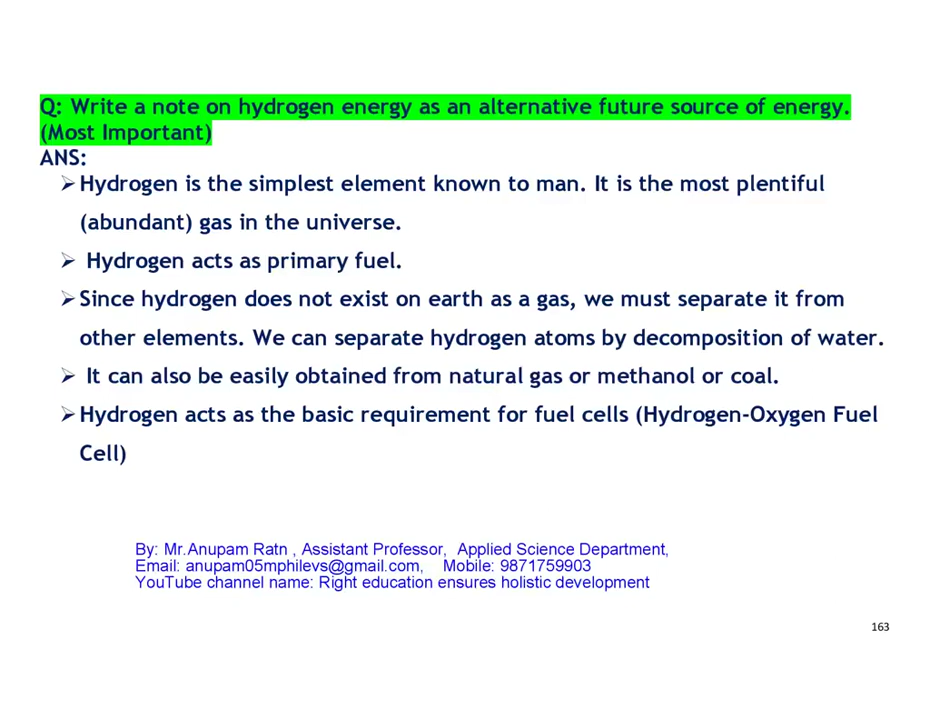 Q: Write a note on hydrogen energy as an alternative future source of energy.
(Most Important)
ANS:
➢Hydrogen is the simplest element known to man. It is the most plentiful
(abundant) gas in the universe.
➢ Hydrogen acts as primary fuel.
➢Since hydrogen does not exist on earth as a gas, we must separate it from
other elements. We can separate hydrogen atoms by decomposition of water.
➢ It can also be easily obtained from natural gas or methanol or coal.
➢Hydrogen acts as the basic requirement for fuel cells (Hydrogen-Oxygen Fuel
Cell)
By: Mr.Anupam Ratn , Assistant Professor, Applied Science Department,
Email: anupam05mphilevs@gmail.com, Mobile: 9871759903
YouTube channel name: Right education ensures holistic development
163